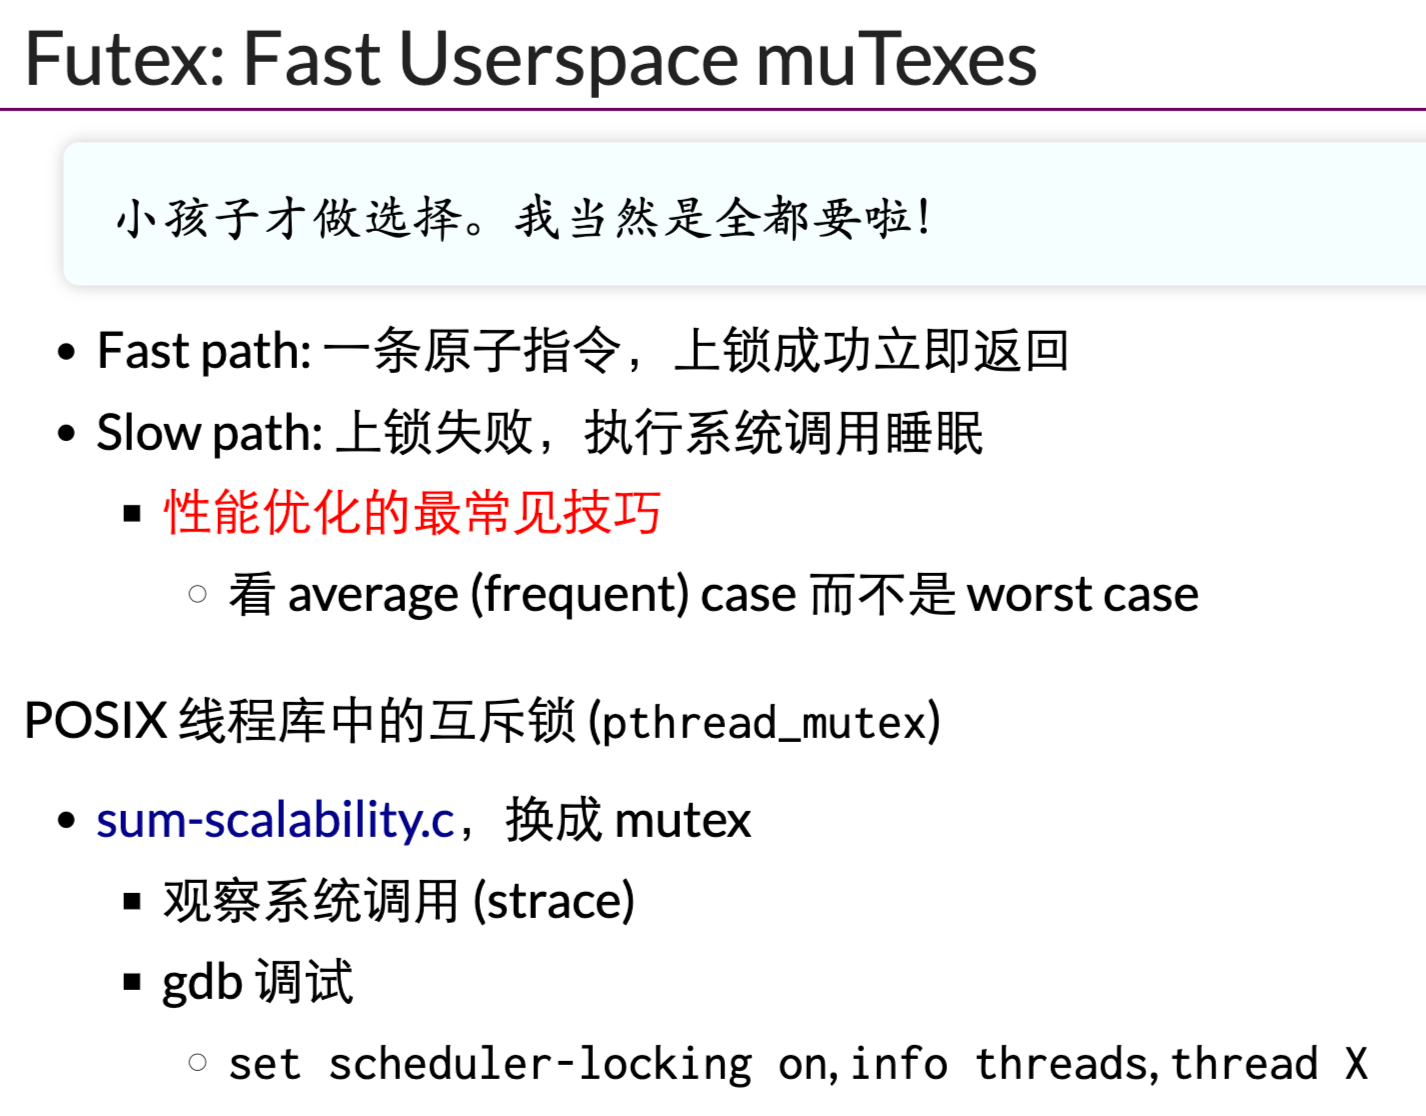 Futex: Fast Userspace muTexes
小孩子才做选择。我当然是全都要啦!
Fast path: 一条原子指令，上锁成功立即返回
Slow path: 上锁失败，执行系统调用睡眠
性能优化的最常见技巧
看 average (frequent) case 而不是 worst case
POSIX 线程库中的互斥锁 (pthread_mutex)
sum-scalability.c，换成 mutex
观察系统调用 (strace)
gdb 调试
set scheduler-locking on, info threads, thread X